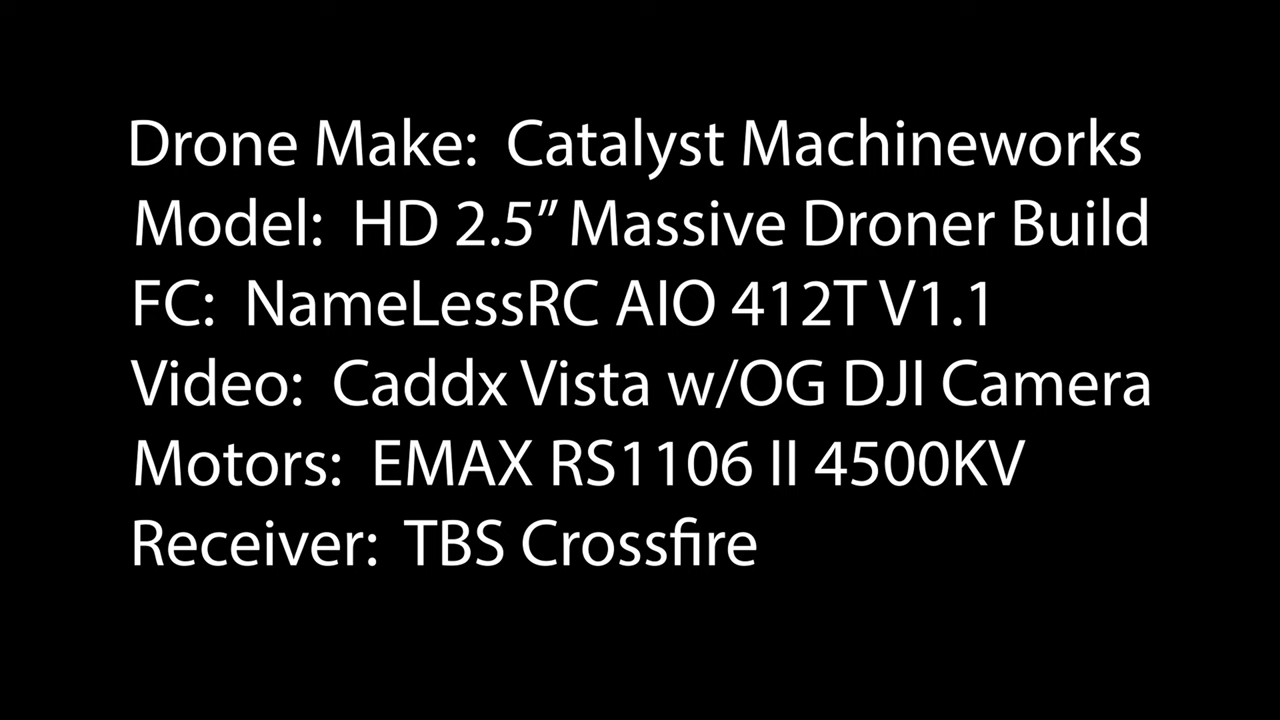 Drone Make:  Catalyst Machineworks
Model:  HD 2.5” Massive Droner Build
FC:  NameLessRC AIO 412T V1.1
Video:  Caddx Vista w/OG DJI Camera
Motors:  EMAX RS1106 II 4500KV
Receiver:  TBS Crossfire